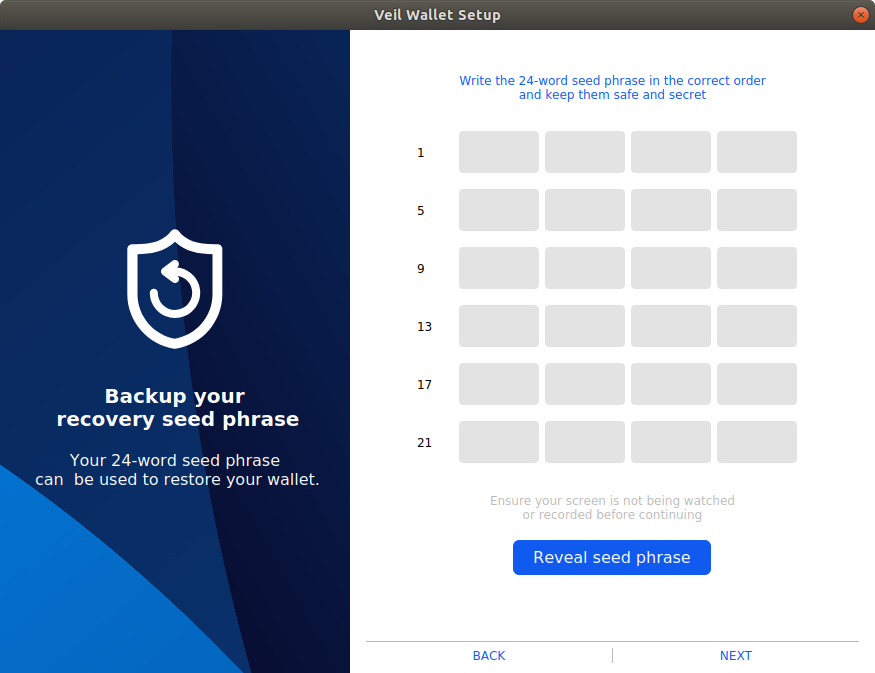 Veil Wallet Setup
Backup your
recovery seed phrase
Your 24-word seed phrase
can  be used to restore your wallet.
Write the 24-word seed phrase in the correct order
and keep them safe and secret
1
5
9
13
17
21
Ensure your screen is not being watched
or recorded before continuing
Reveal seed phrase
BACK
NEXT